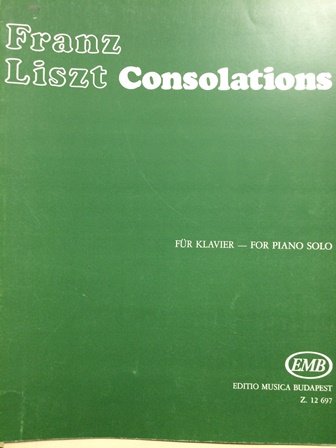 Franz
Liszt Consolations
FÜR KLAVIER — FOR PIANO SOLO
EMB
EDITIO MUSICA BUDAPEST
Z. 12 697